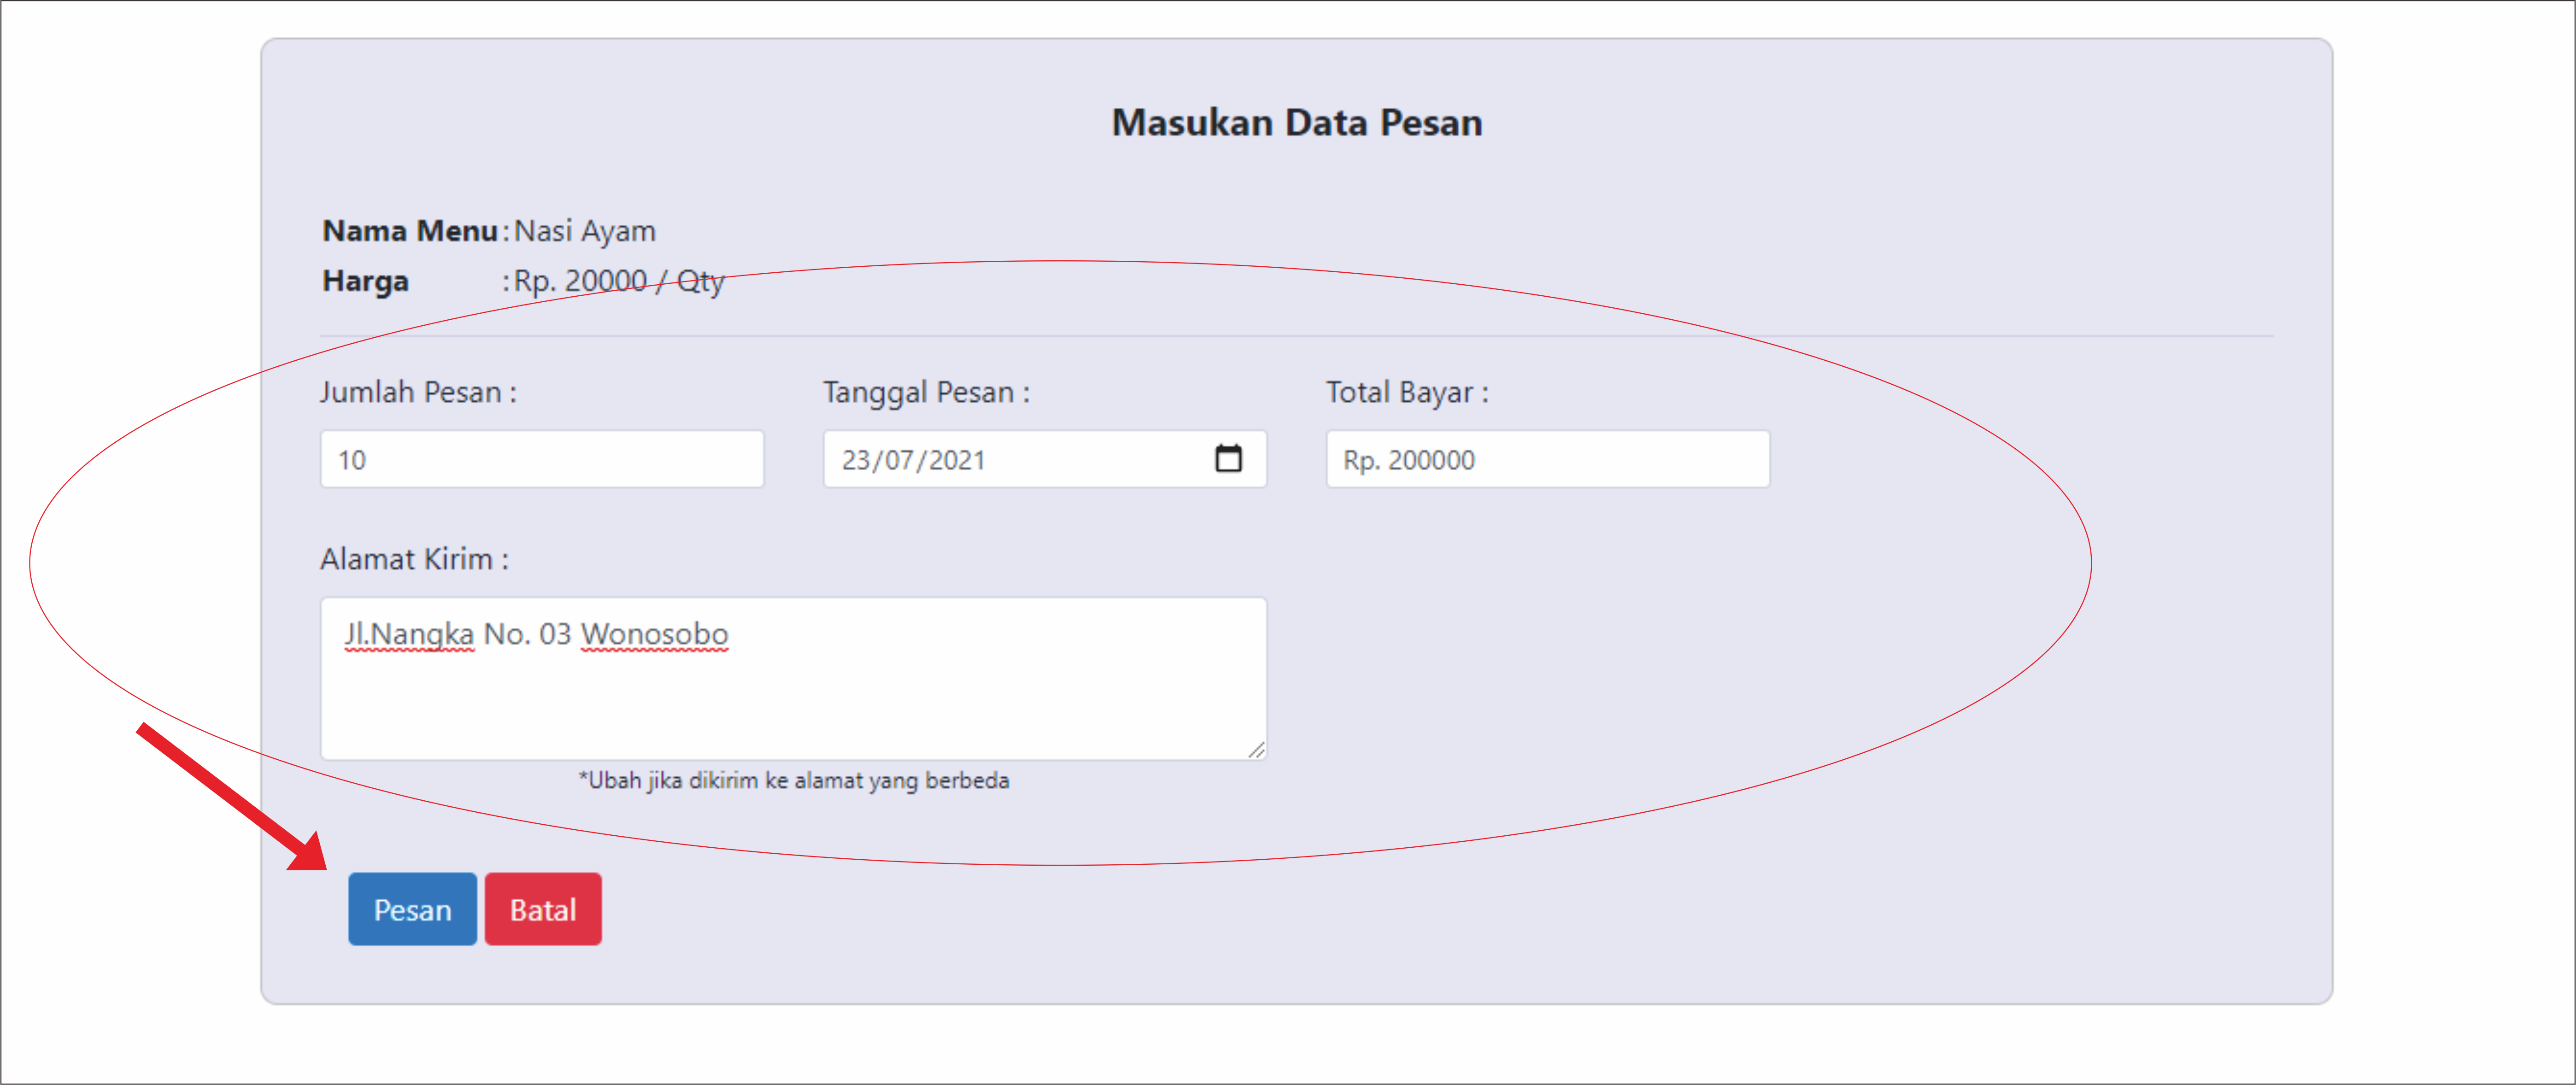 Masukan Data Pesan
Nama Menu : Nasi Ayam
Harga : Rp. 20000 / Qty
Jumlah Pesan : Tanggal Pesan : Total Bayar :
10 23/07/2021 Rp. 200000
Alamat Kirim :
Jl.Nangka No. 03 Wonosobo
*Ubah jika dikirim ke alamat yang berbeda
Pesan Batal